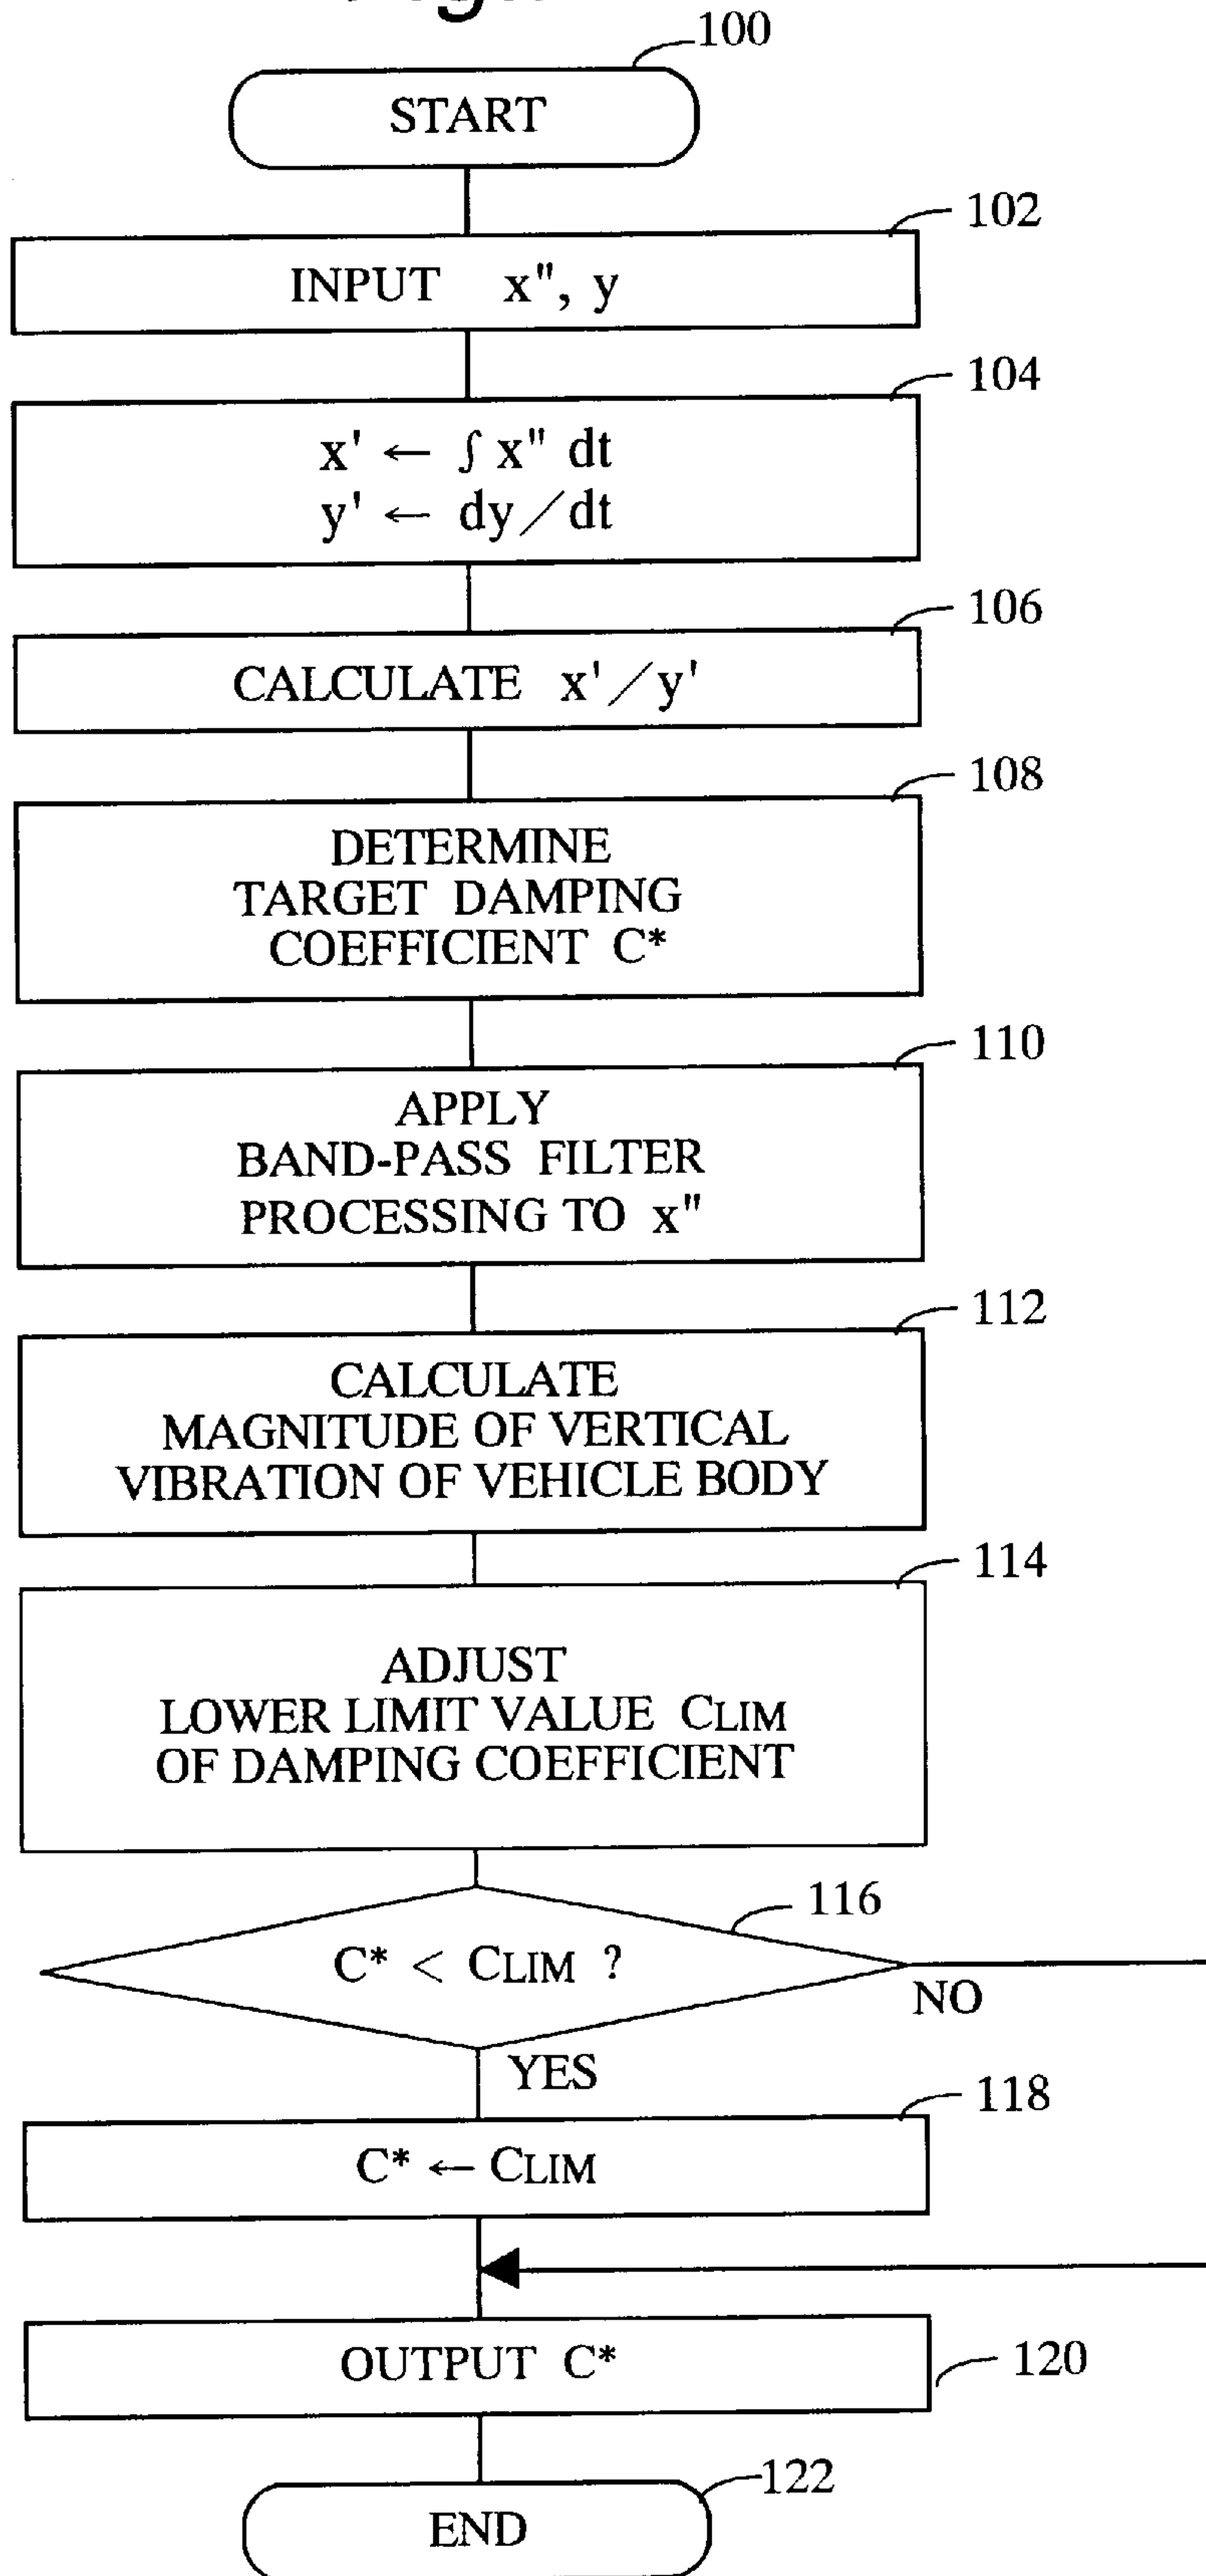 100
START
102
INPUT x", y
104
x' ← ∫ x" dt
y' ← dy/dt
106
CALCULATE x'/y'
108
DETERMINE
TARGET DAMPING
COEFFICIENT C*
110
APPLY
BAND-PASS FILTER
PROCESSING TO x"
112
CALCULATE
MAGNITUDE OF VERTICAL
VIBRATION OF VEHICLE BODY
114
ADJUST
LOWER LIMIT VALUE CLIM
OF DAMPING COEFFICIENT
116
C* < CLIM ?
NO
YES
118
C* ← CLIM
OUTPUT C*
120
122
END